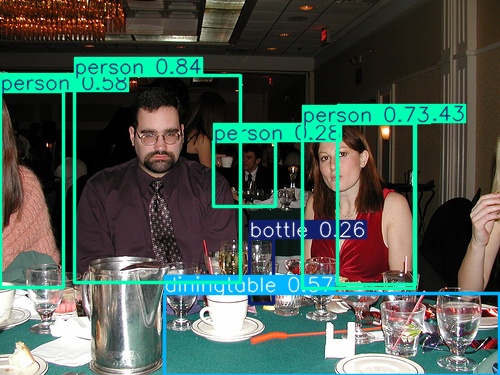 person 0.84
person 0.58
person 0.73.43
person 0.28
bottle 0.26
diningtable 0.57